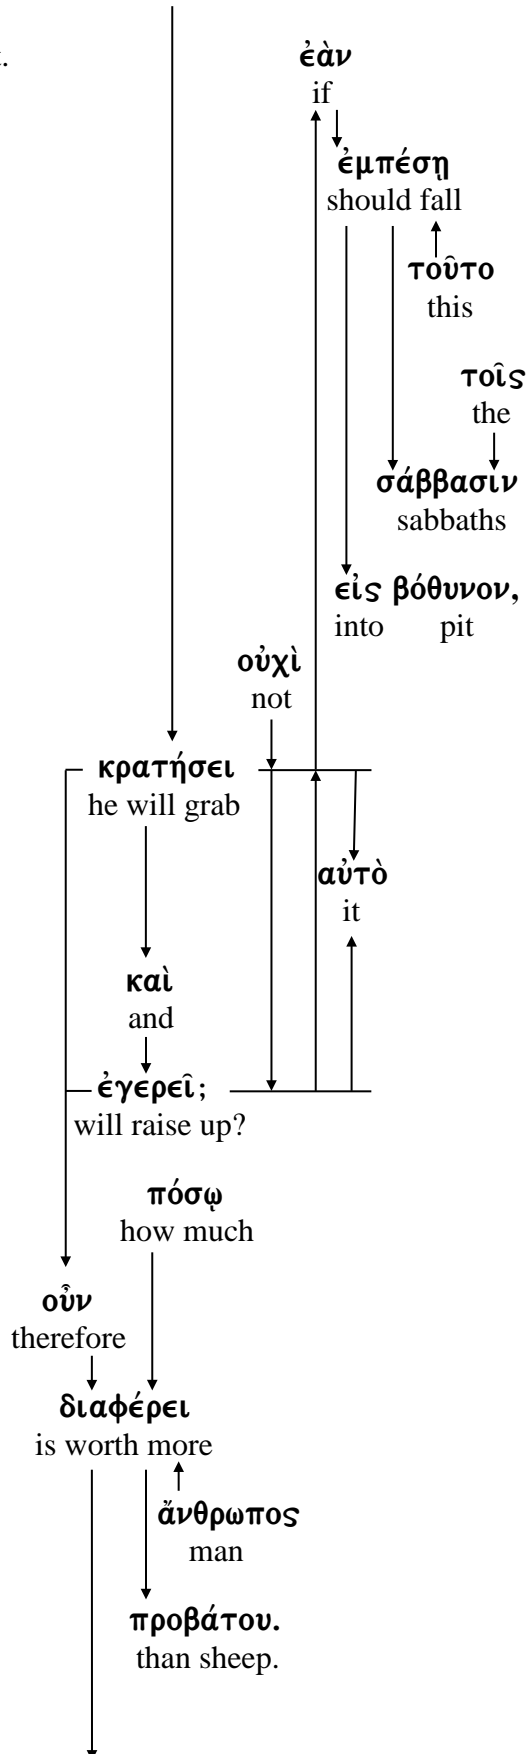 ἐὰν
if
ἐμπέσῃ
should fall
τοῦτο
this
τοῖς
the
σάββασιν
sabbaths
εἰς βόθυνον,
into pit
οὐχὶ
not
κρατήσει
he will grab
αὐτὸ
it
καὶ
and
ἐγερεῖ;
will raise up?
πόσῳ
how much
οὖν
therefore
διαφέρει
is worth more
ἄνθρωπος
man
προβάτου.
than sheep.